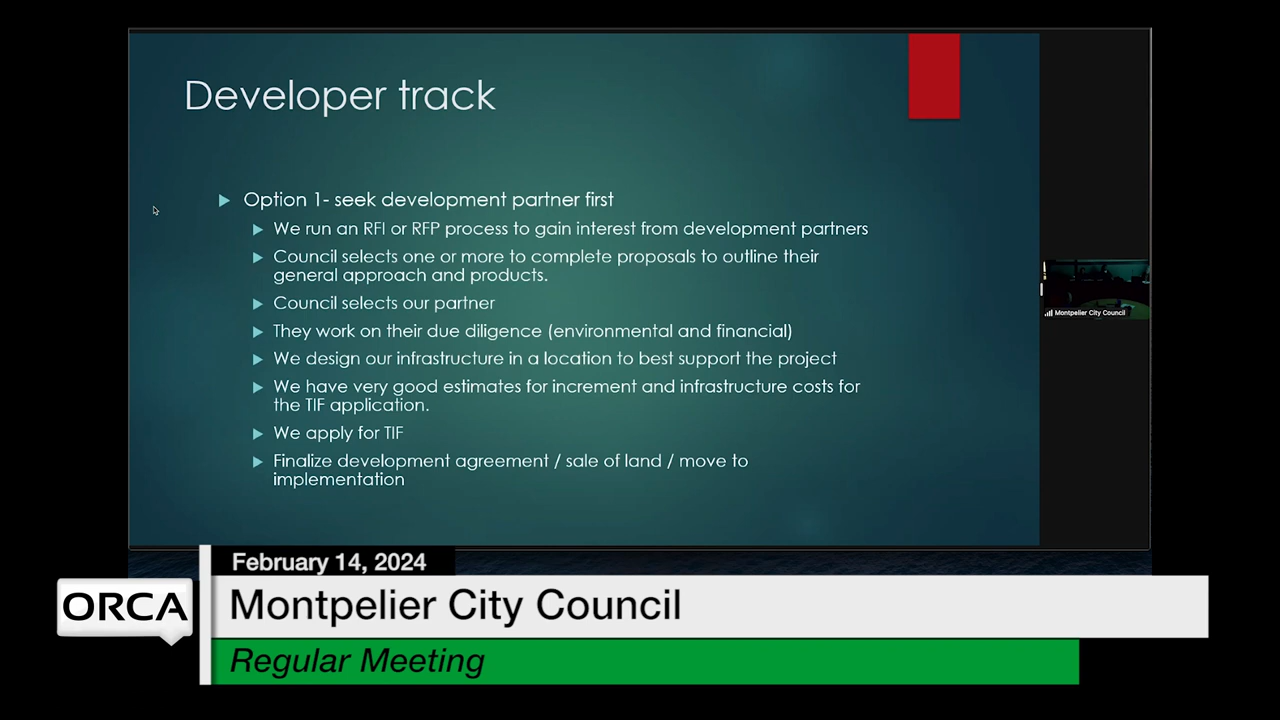 Developer track
Option 1- seek development partner first
We run an RFI or RFP process to gain interest from development partners
Council selects one or more to complete proposals to outline their
general approach and products.
Council selects our partner
They work on their due diligence (environmental and financial)
We design our infrastructure in a location to best support the project
We have very good estimates for increment and infrastructure costs for
the TIF application.
We apply for TIF
Finalize development agreement / sale of land / move to
implementation
Montpelier City Council
February 14, 2024
ORCA
Montpelier City Council
Regular Meeting